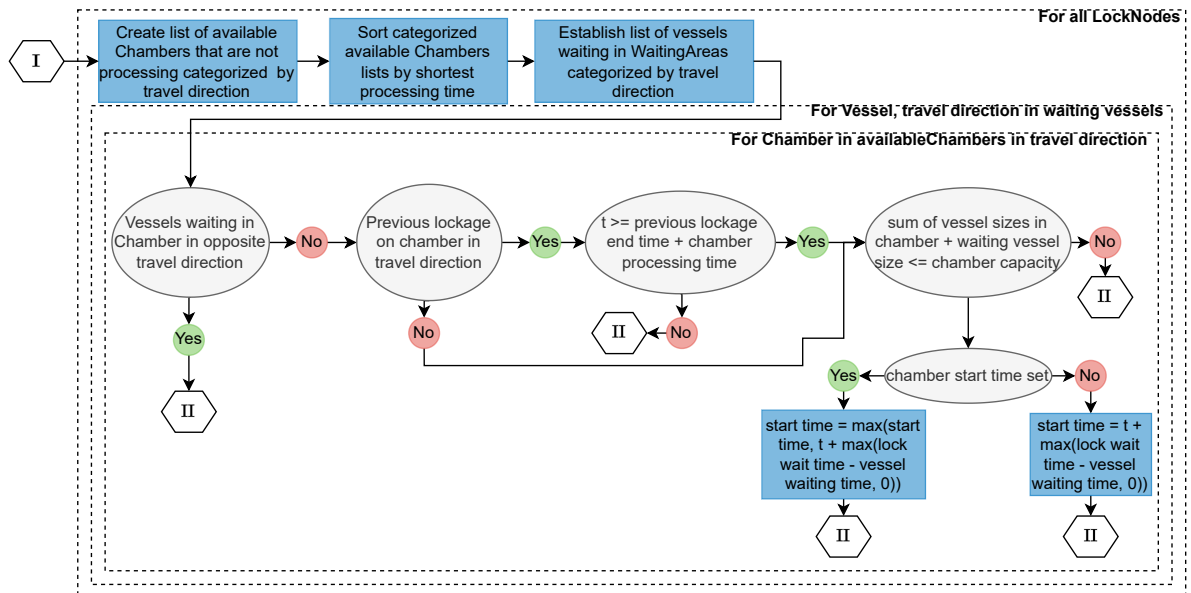 For all LockNodes
I
Create list of available
Chambers that are not
processing categorized by
travel direction
Sort categorized
available Chambers
lists by shortest
processing time
Establish list of vessels
waiting in WaitingAreas
categorized by travel
direction
For Vessel, travel direction in waiting vessels
For Chamber in availableChambers in travel direction
Vessels waiting in
Chamber in opposite
travel direction
No
Previous lockage
on chamber in
travel direction
Yes
t >= previous lockage
end time + chamber
processing time
Yes
sum of vessel sizes in
chamber + waiting vessel
size <= chamber capacity
No
II
Yes
II
No
II
No
Yes
chamber start time set
No
start time = max(start
time, t + max(lock
wait time - vessel
waiting time, 0))
start time = t +
max(lock wait
time - vessel
waiting time, 0))
II
II